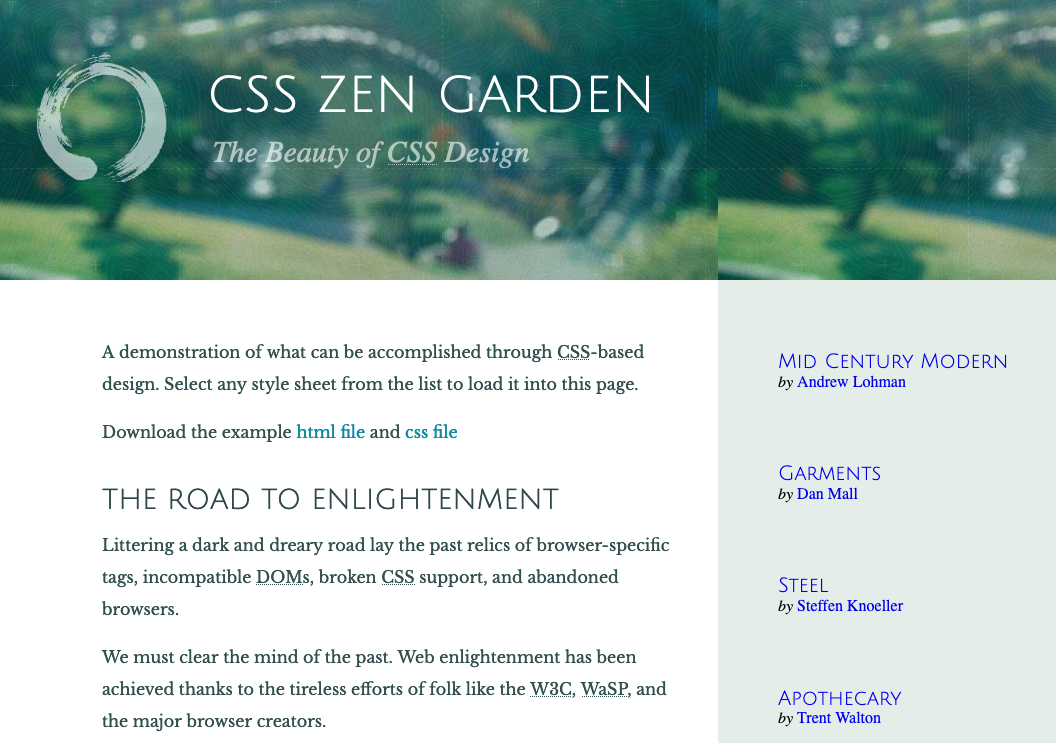 CSS ZEN GARDEN
The Beauty of CSS Design
A demonstration of what can be accomplished through CSS-based
design. Select any style sheet from the list to load it into this page.
Download the example html file and css file
THE ROAD TO ENLIGHTENMENT
Littering a dark and dreary road lay the past relics of browser-specific
tags, incompatible DOMs, broken CSS support, and abandoned
browsers.
We must clear the mind of the past. Web enlightenment has been
achieved thanks to the tireless efforts of folk like the W3C, WaSP, and
the major browser creators.
Mid Century Modern
by Andrew Lohman
Garments
by Dan Mall
Steel
by Steffen Knoeller
Apothecary
by Trent Walton